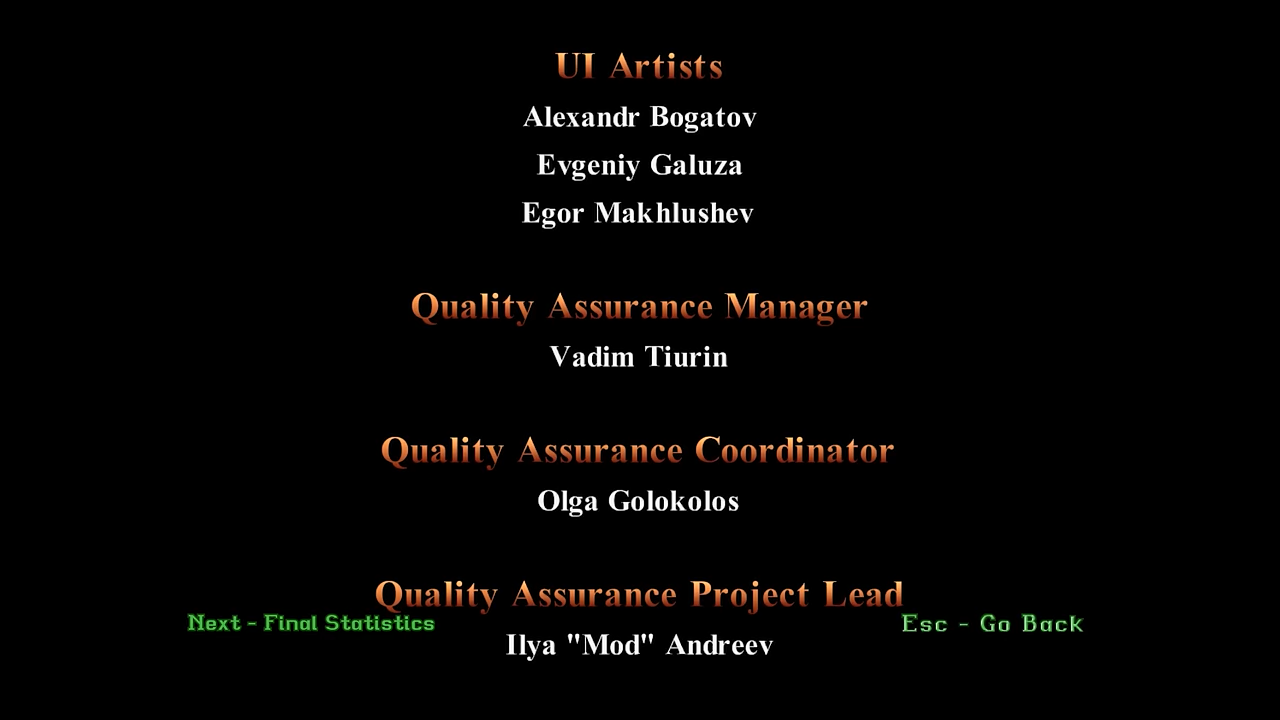 UI Artists
Alexandr Bogatov
Evgeniy Galuza
Egor Makhlushev
Quality Assurance Manager
Vadim Tiurin
Quality Assurance Coordinator
Olga Golokolos
Quality Assurance Project Lead
Next - Final Statistics
Esc - Go Back
Ilya "Mod" Andreev